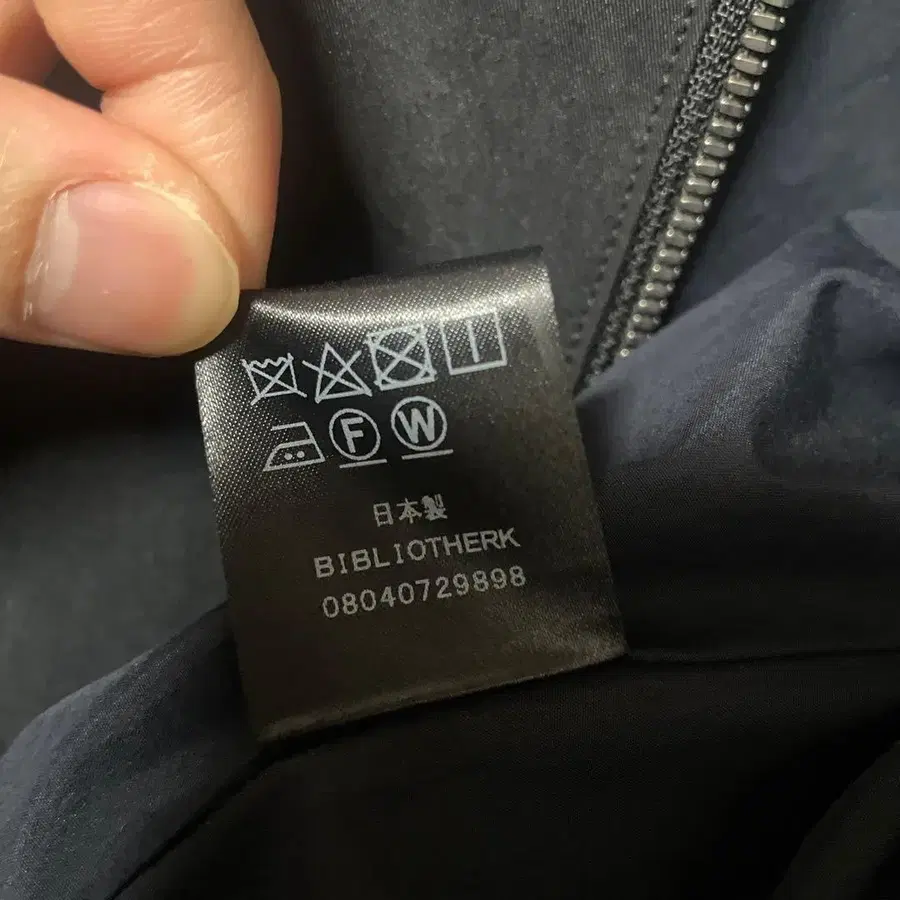 F W
日本製
BIBLIOTHERK
08040729898